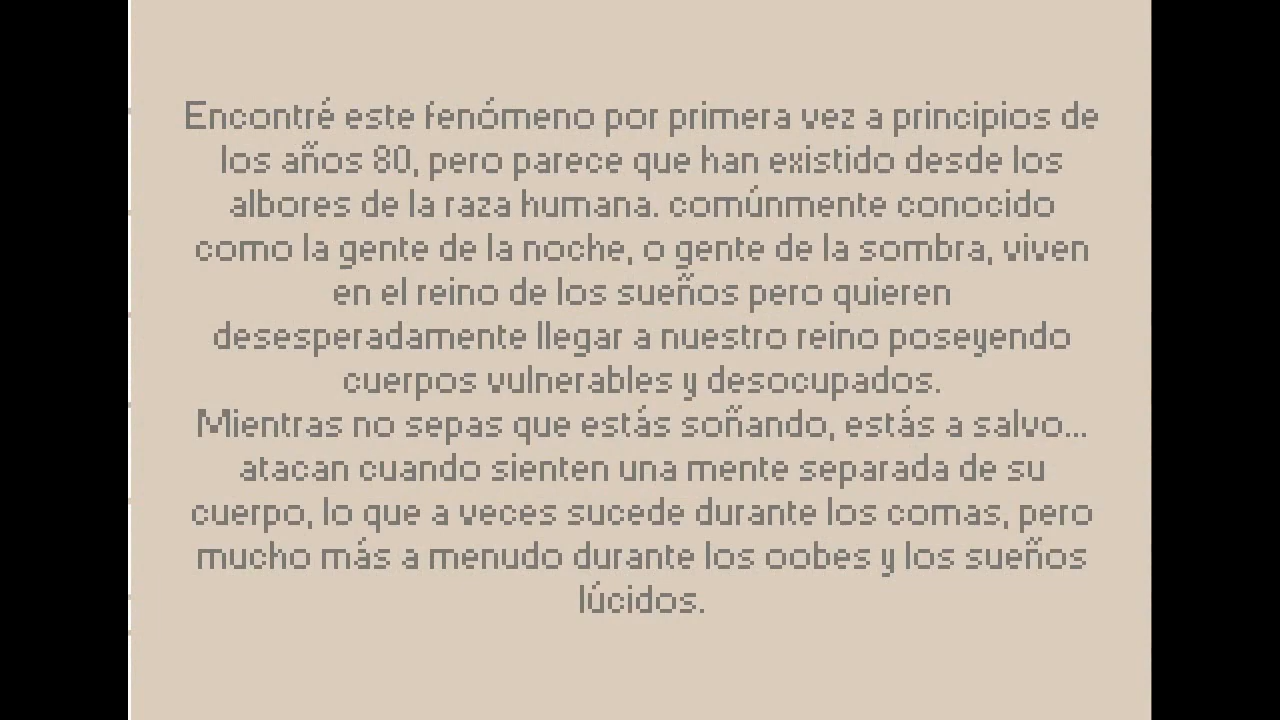 Encontré este fenómeno por primera vez a principios de
los años 80, pero parece que han existido desde los
albores de la raza humana. comúnmente conocido
como la gente de la noche, o gente de la sombra, viven
en el reino de los sueños pero quieren
desesperadamente llegar a nuestro reino poseyendo
cuerpos vulnerables y desocupados.
Mientras no sepas que estás soñando, estás a salvo...
atacan cuando sienten una mente separada de su
cuerpo, lo que a veces sucede durante los comas, pero
mucho más a menudo durante los oobes y los sueños
lúcidos.